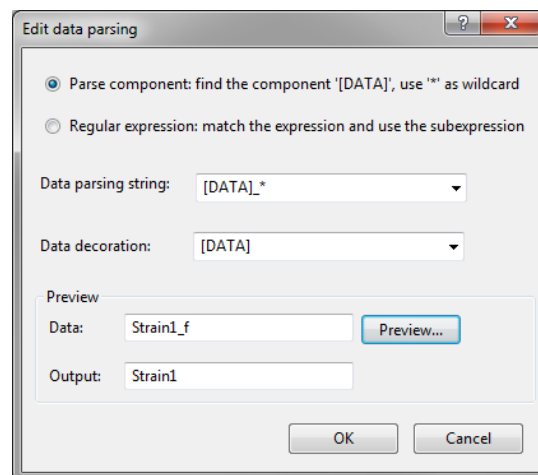 Edit data parsing
Parse component: find the component '[DATA]', use '*' as wildcard
Regular expression: match the expression and use the subexpression
Data parsing string: [DATA]_*
Data decoration: [DATA]
Preview
Data: Strain1_f Preview...
Output: Strain1
OK Cancel